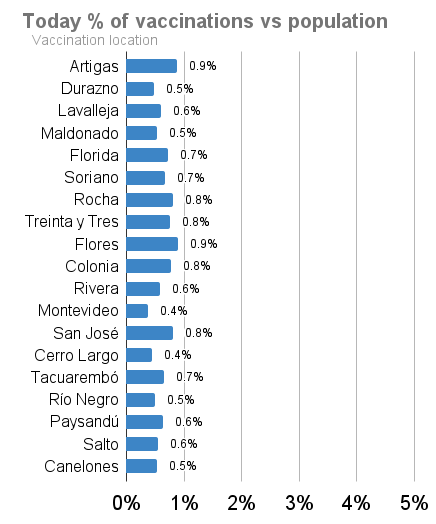 Today % of vaccinations vs population
Vaccination location
Artigas 0.9%
Durazno 0.5%
Lavalleja 0.6%
Maldonado 0.5%
Florida 0.7%
Soriano 0.7%
Rocha 0.8%
Treinta y Tres 0.8%
Flores 0.9%
Colonia 0.8%
Rivera 0.6%
Montevideo 0.4%
San José 0.8%
Cerro Largo 0.4%
Tacuarembó 0.7%
Río Negro 0.5%
Paysandú 0.6%
Salto 0.6%
Canelones 0.5%
0% 1% 2% 3% 4% 5%